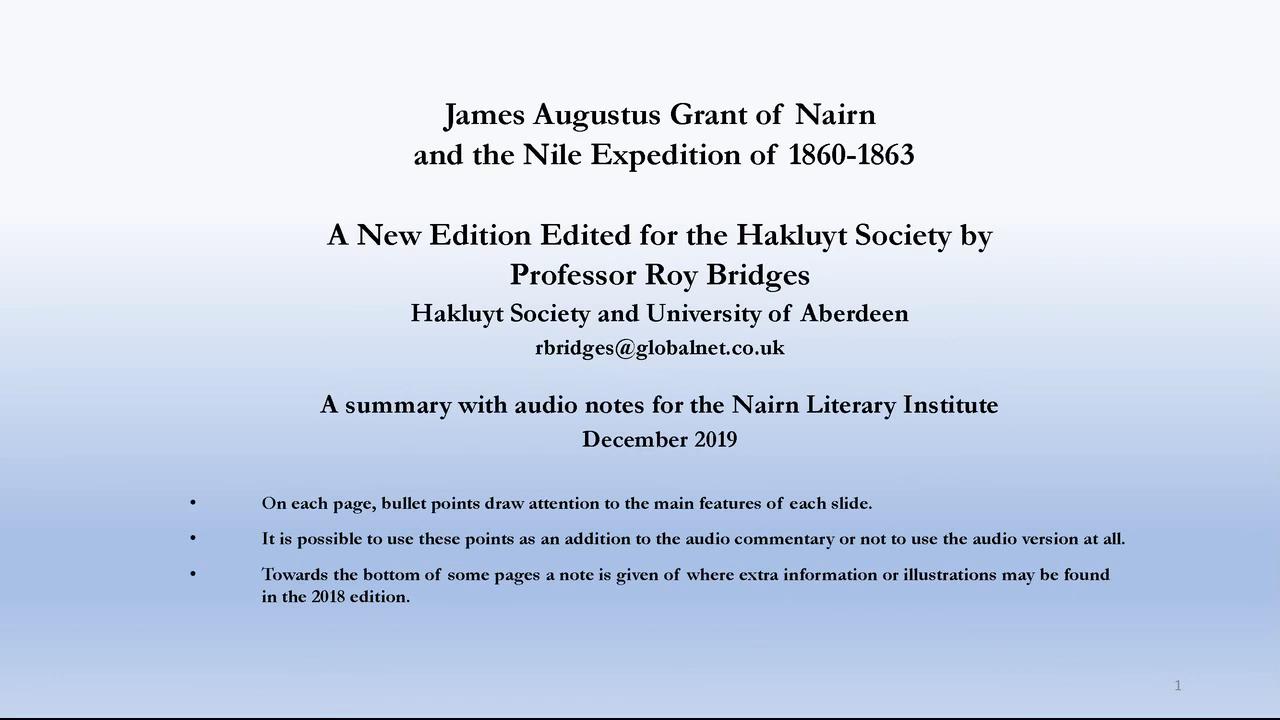 James Augustus Grant of Nairn
and the Nile Expedition of 1860-1863
A New Edition Edited for the Hakluyt Society by
Professor Roy Bridges
Hakluyt Society and University of Aberdeen
rbridges@globalnet.co.uk
A summary with audio notes for the Nairn Literary Institute
December 2019
• On each page, bullet points draw attention to the main features of each slide.
• It is possible to use these points as an addition to the audio commentary or not to use the audio version at all.
• Towards the bottom of some pages a note is given of where extra information or illustrations may be found
in the 2018 edition.
1